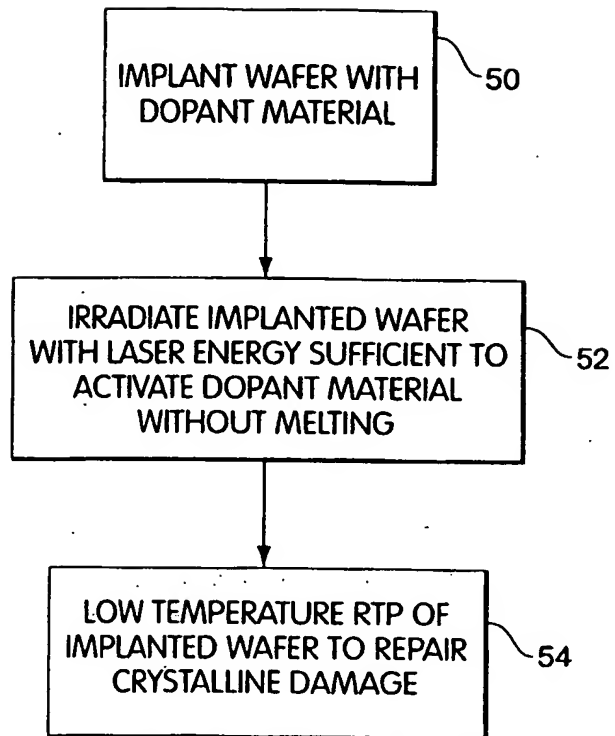 IMPLANT WAFER WITH
DOPANT MATERIAL
50
IRRADIATE IMPLANTED WAFER
WITH LASER ENERGY SUFFICIENT TO
ACTIVATE DOPANT MATERIAL
WITHOUT MELTING
52
LOW TEMPERATURE RTP OF
IMPLANTED WAFER TO REPAIR
CRYSTALLINE DAMAGE
54